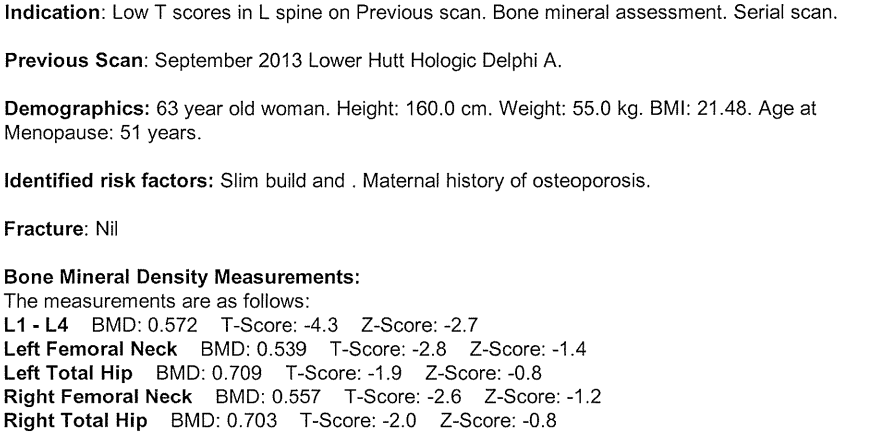 Indication: Low T scores in L spine on Previous scan. Bone mineral assessment. Serial scan.
Previous Scan: September 2013 Lower Hutt Hologic Delphi A.
Demographics: 63 year old woman. Height: 160.0 cm. Weight: 55.0 kg. BMI: 21.48. Age at
Menopause: 51 years.
Identified risk factors: Slim build and . Maternal history of osteoporosis.
Fracture: Nil
Bone Mineral Density Measurements:
The measurements are as follows:
L1 - L4 BMD: 0.572 T-Score: -4.3 Z-Score: -2.7
Left Femoral Neck BMD: 0.539 T-Score: -2.8 Z-Score: -1.4
Left Total Hip BMD: 0.709 T-Score: -1.9 Z-Score: -0.8
Right Femoral Neck BMD: 0.557 T-Score: -2.6 Z-Score: -1.2
Right Total Hip BMD: 0.703 T-Score: -2.0 Z-Score: -0.8